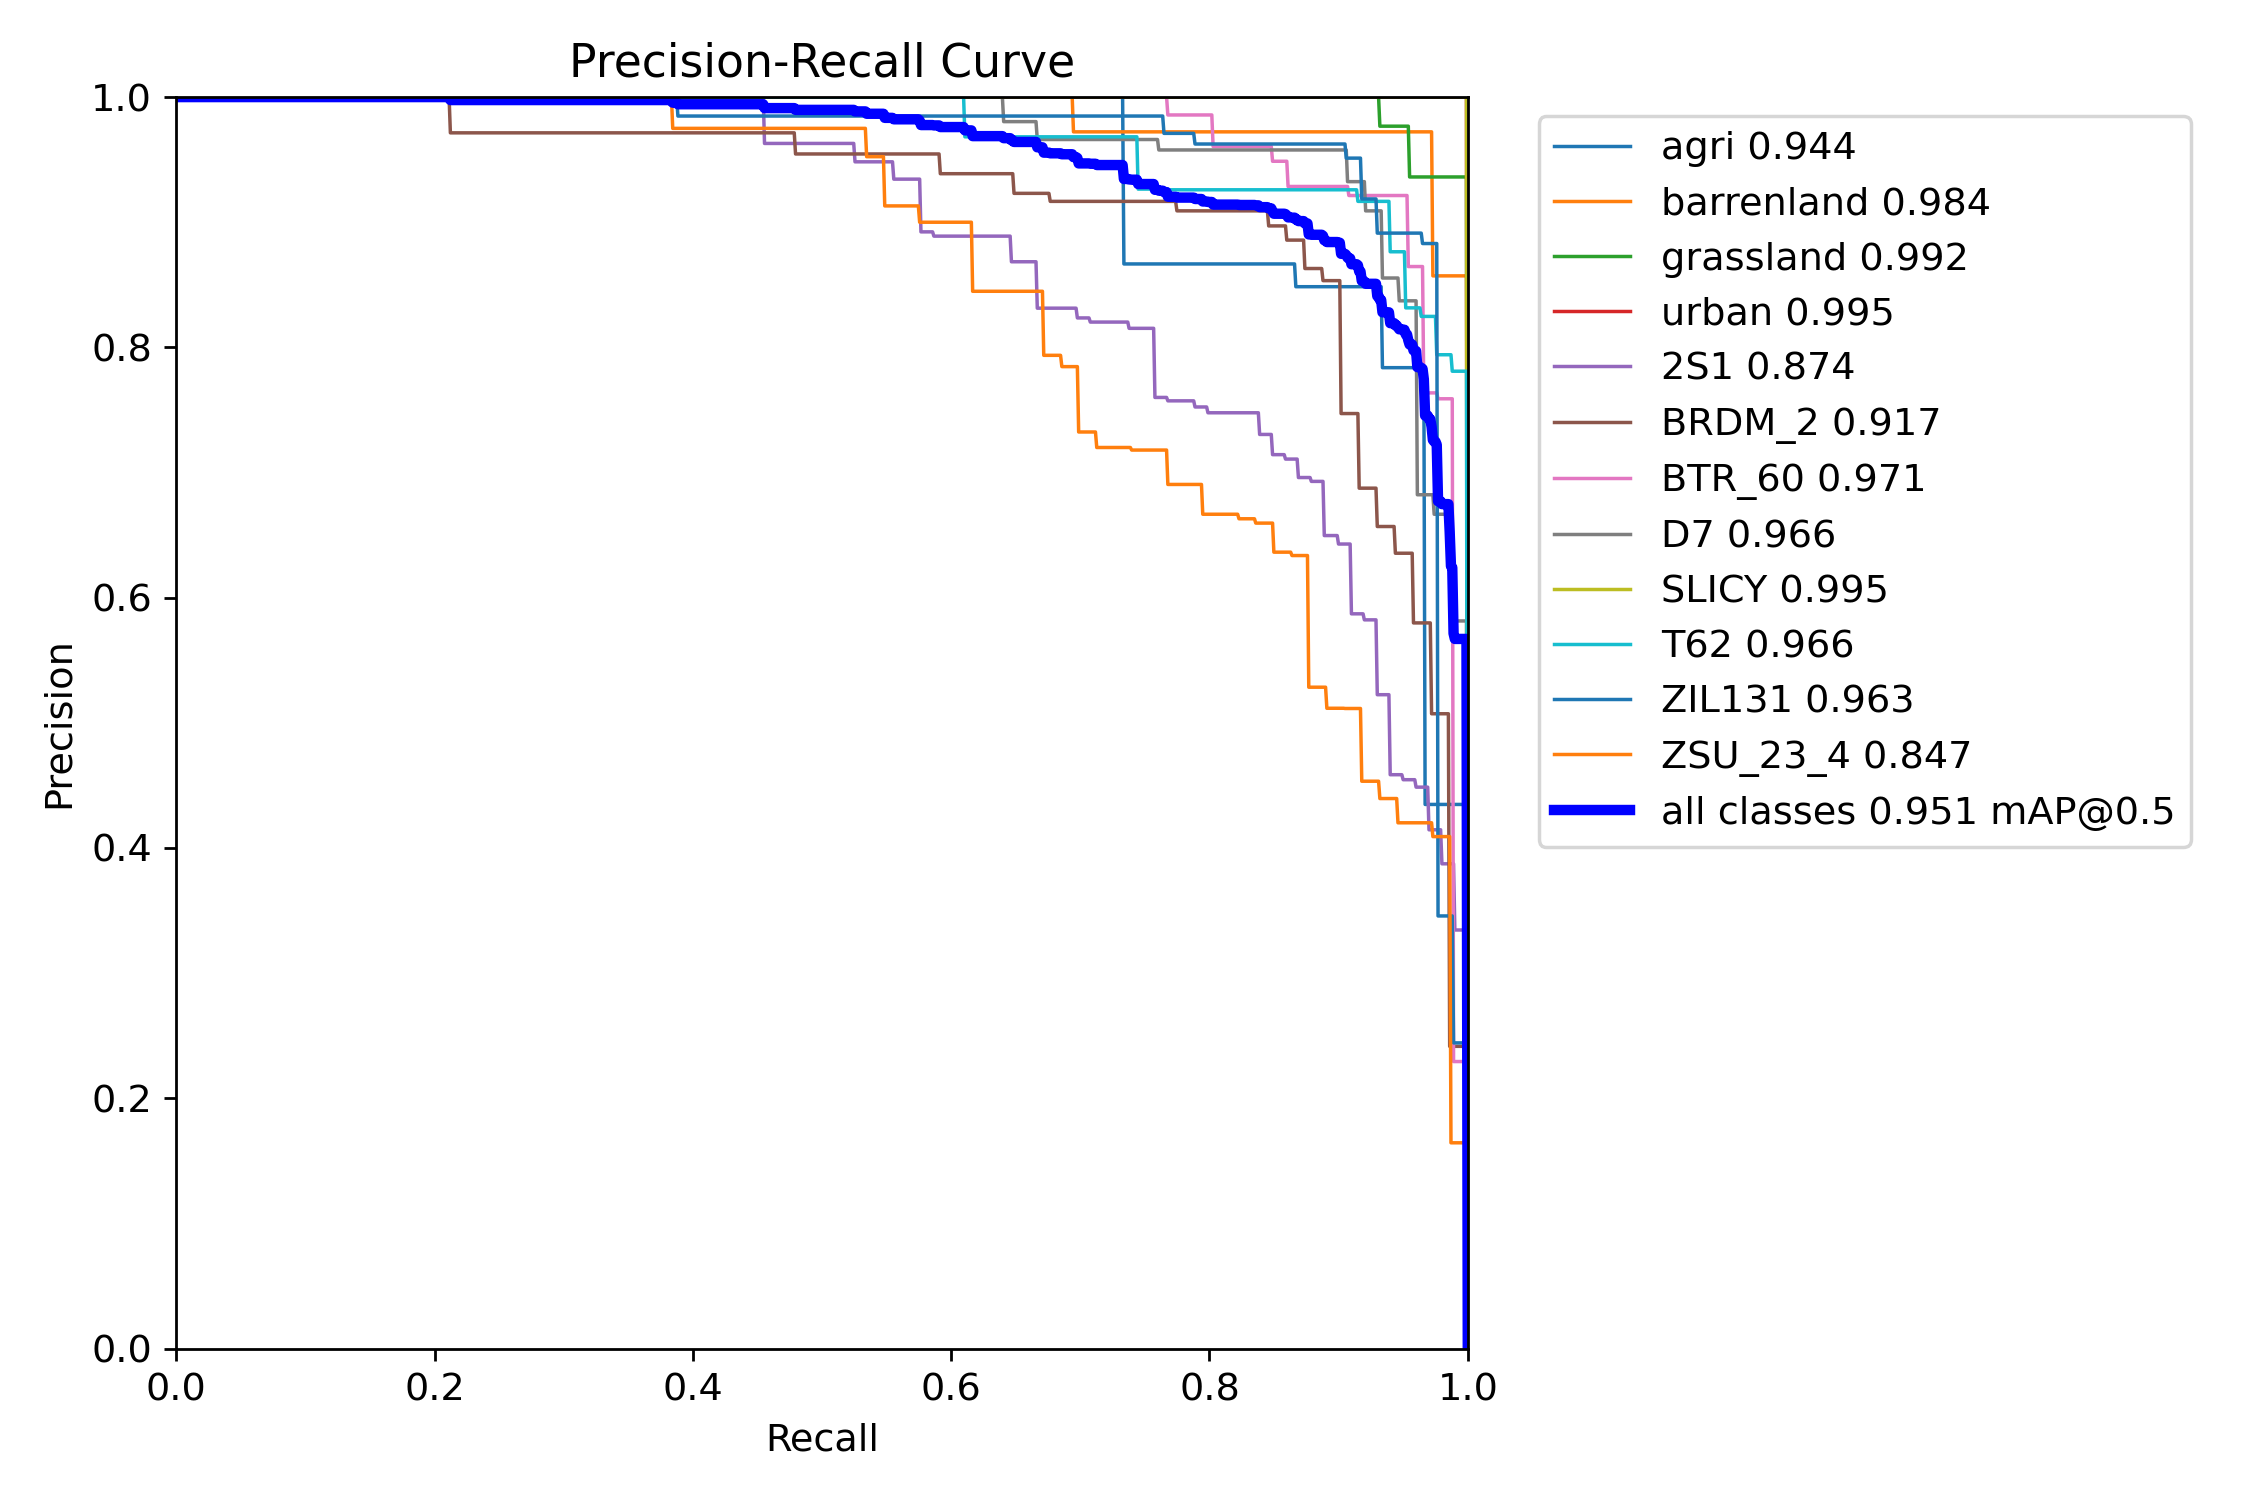 Precision-Recall Curve
1.0
0.8
0.6
0.4
0.2
0.0
Precision
0.0 0.2 0.4 0.6 0.8 1.0
Recall
agri 0.944
barrenland 0.984
grassland 0.992
urban 0.995
2S1 0.874
BRDM_2 0.917
BTR_60 0.971
D7 0.966
SLICY 0.995
T62 0.966
ZIL131 0.963
ZSU_23_4 0.847
all classes 0.951 mAP@0.5